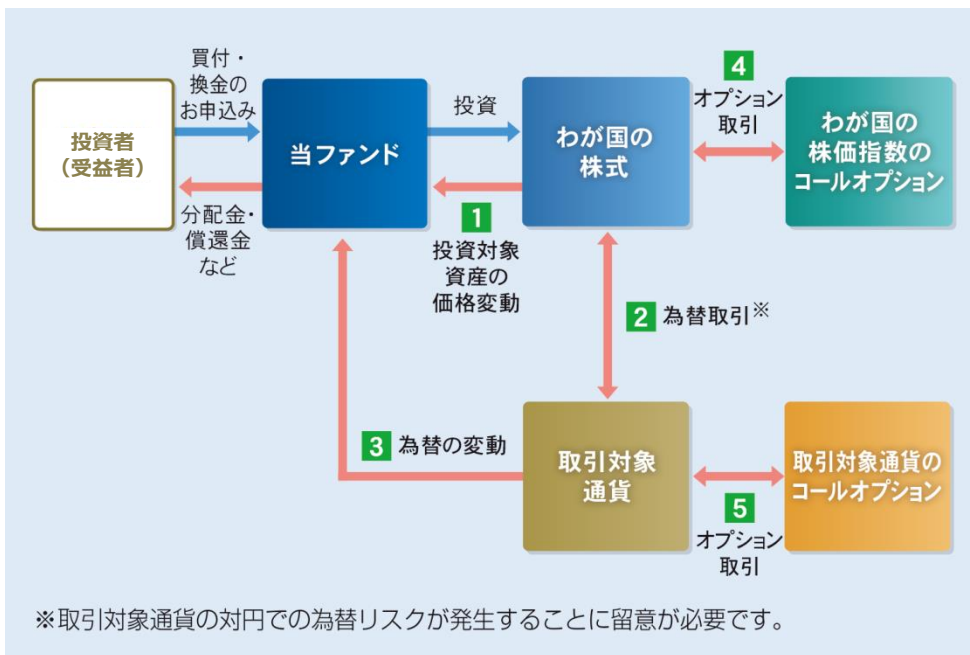 買付・
換金の
お申込み
投資者
（受益者）
分配金・
償還金
など
当ファンド
投資
1
投資対象
資産の
価格変動
わが国の
株式
4
オプション
取引
わが国の
株価指数の
コールオプション
2 為替取引※
3 為替の変動
取引対象
通貨
5
オプション
取引
取引対象通貨の
コールオプション
※取引対象通貨の対円での為替リスクが発生することに留意が必要です。